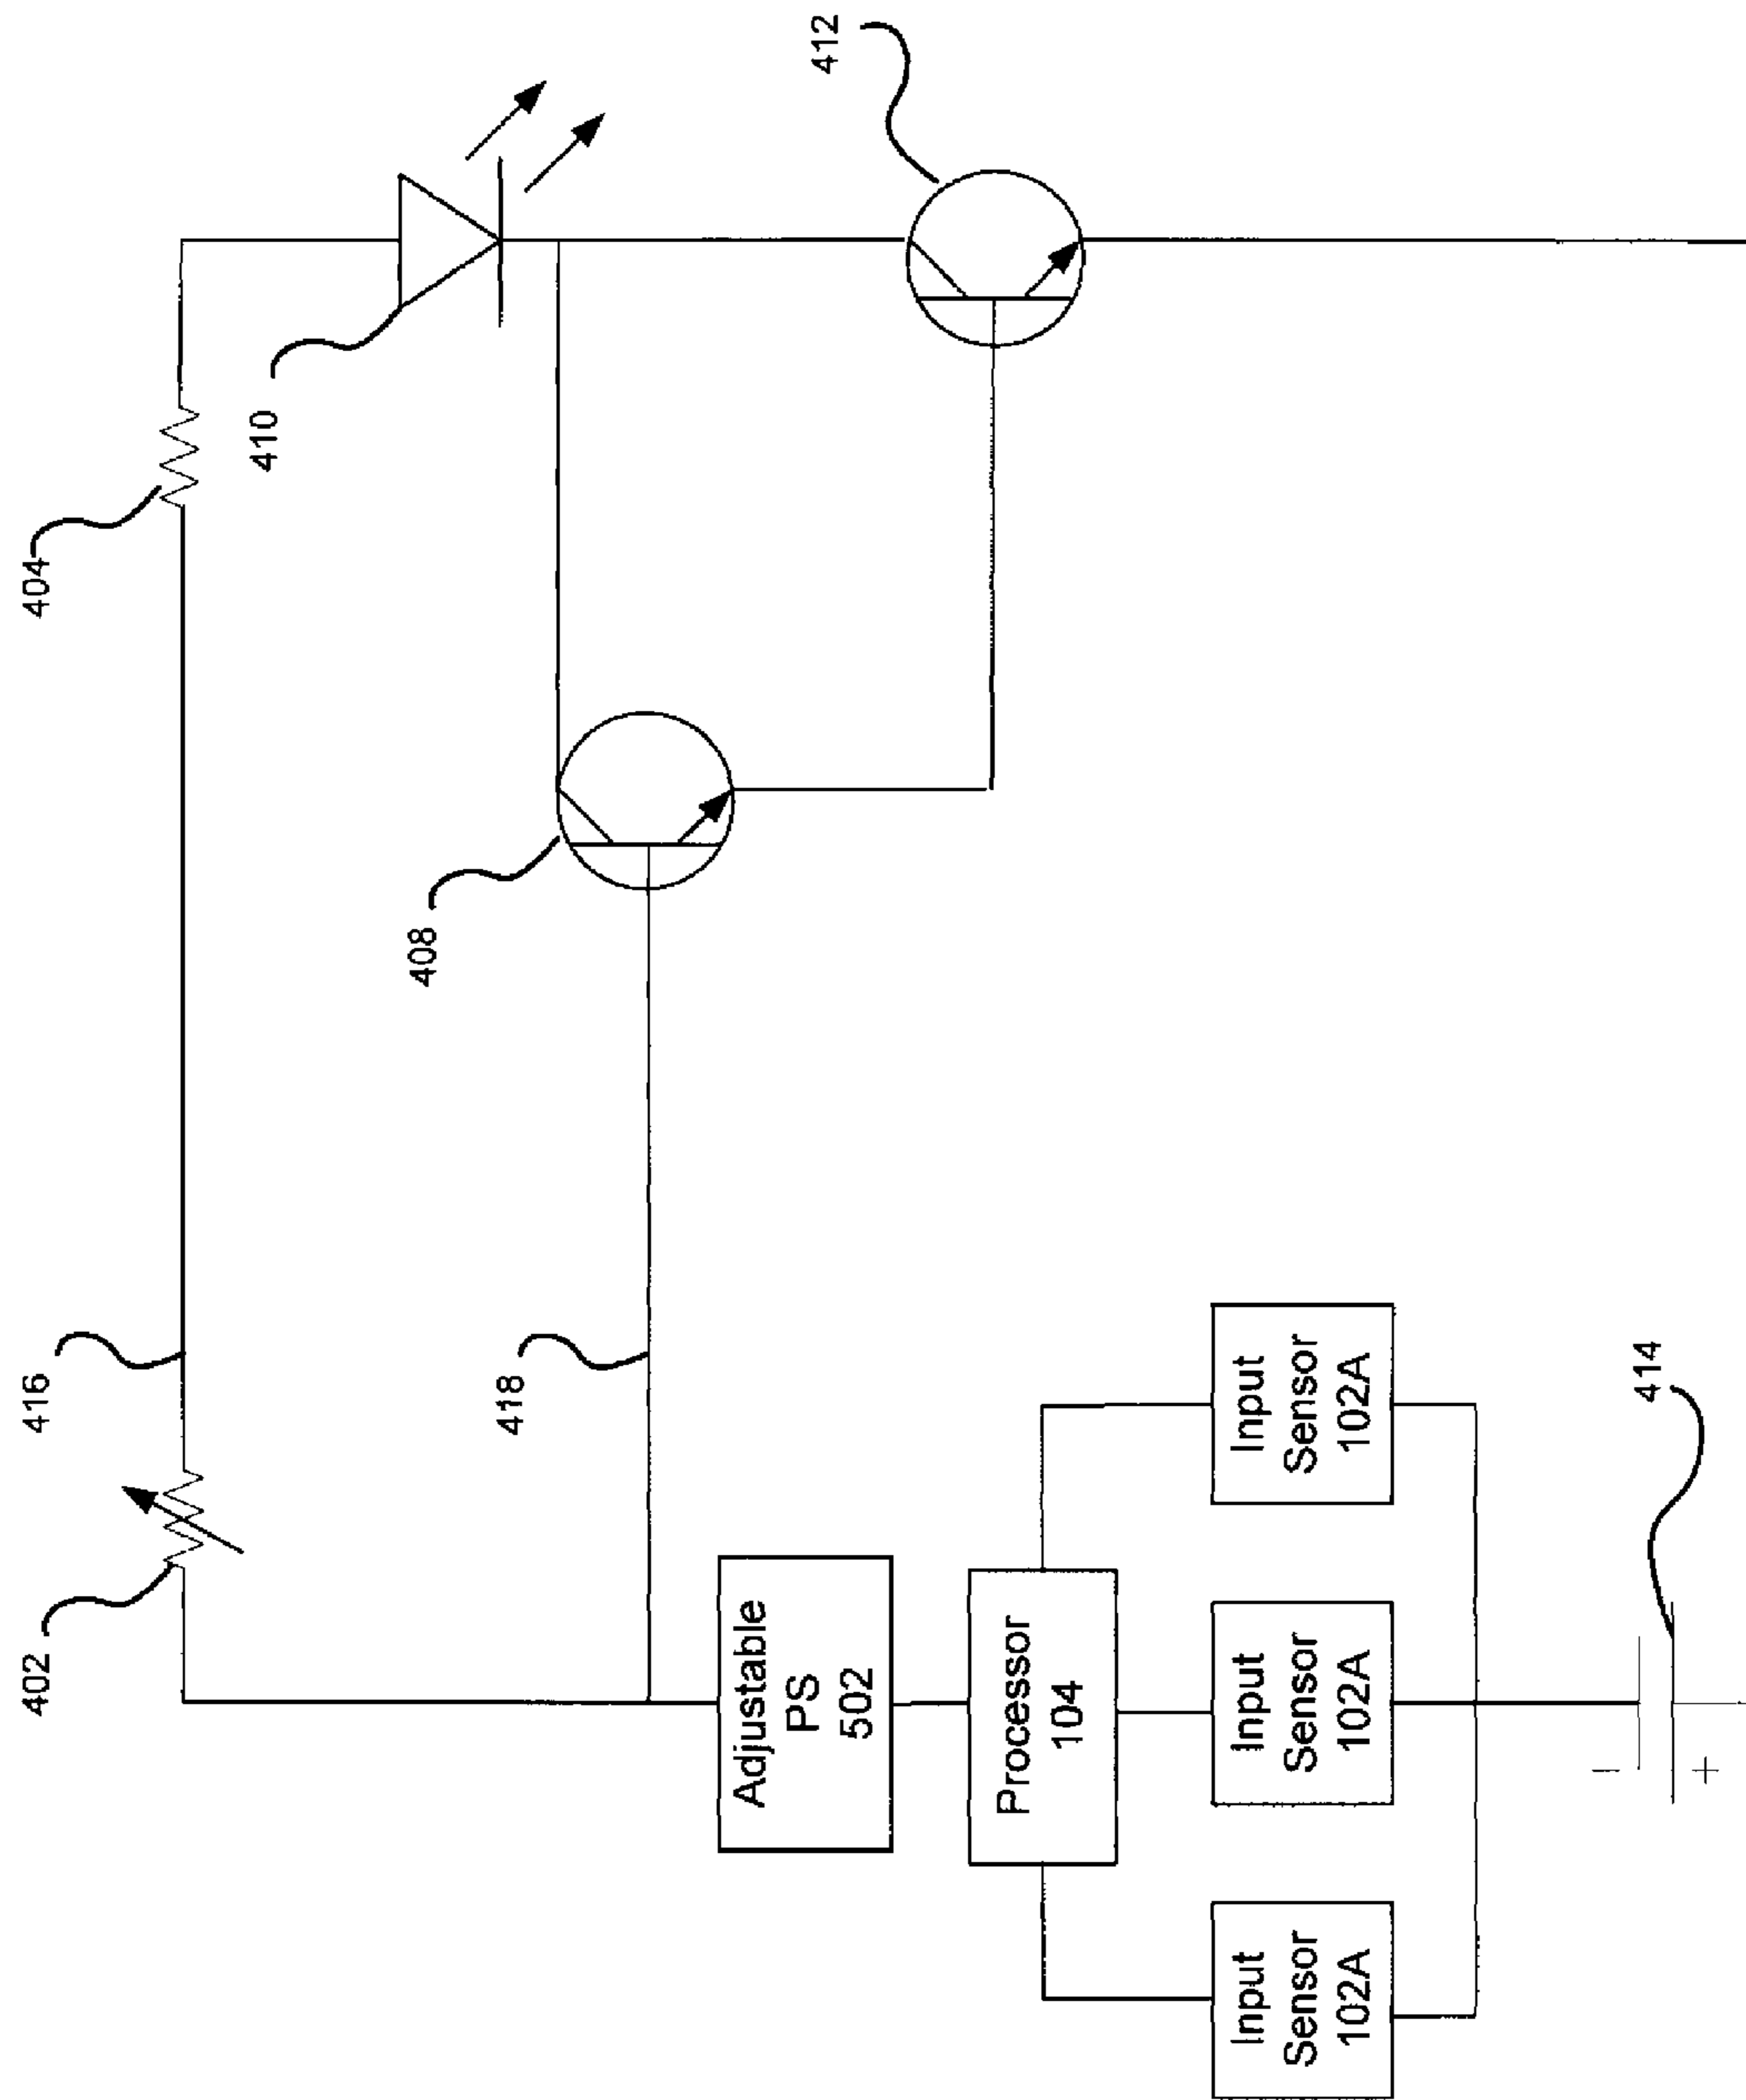 402
416
404
410
412
408
418
Adjustable
PS
502
Processor
104
Input
Sensor
102A
Input
Sensor
102A
Input
Sensor
102A
414
-
+